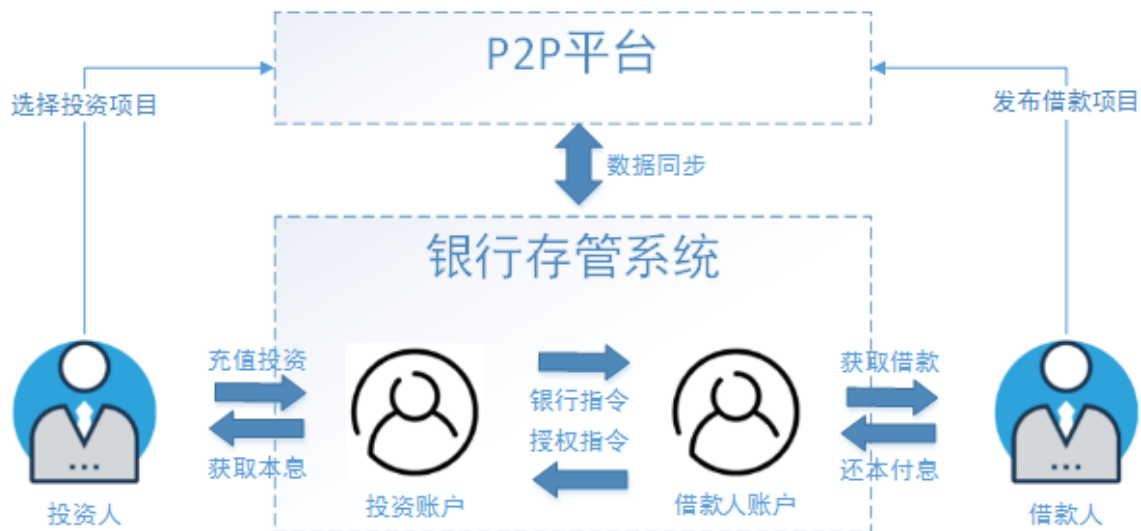 P2P平台
选择投资项目
发布借款项目
数据同步
银行存管系统
充值投资
获取借款
银行指令
授权指令
获取本息
还本付息
投资账户
借款人账户
投资人
借款人